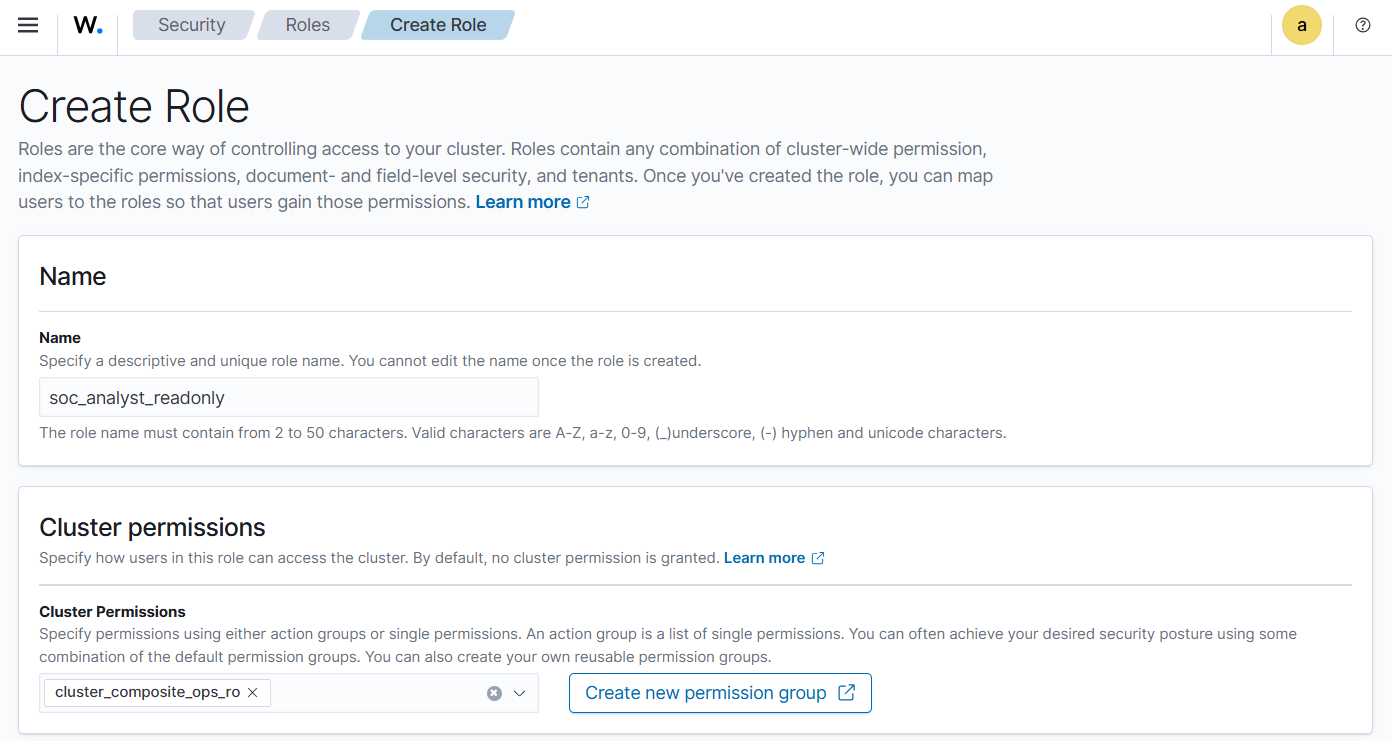 W.
Security
Roles
Create Role
a
Create Role
Roles are the core way of controlling access to your cluster. Roles contain any combination of cluster-wide permission,
index-specific permissions, document- and field-level security, and tenants. Once you've created the role, you can map
users to the roles so that users gain those permissions. Learn more
Name
Name
Specify a descriptive and unique role name. You cannot edit the name once the role is created.
soc_analyst_readonly
The role name must contain from 2 to 50 characters. Valid characters are A-Z, a-z, 0-9, (_)underscore, (-) hyphen and unicode characters.
Cluster permissions
Specify how users in this role can access the cluster. By default, no cluster permission is granted. Learn more
Cluster Permissions
Specify permissions using either action groups or single permissions. An action group is a list of single permissions. You can often achieve your desired security posture using some
combination of the default permission groups. You can also create your own reusable permission groups.
cluster_composite_ops_ro
Create new permission group